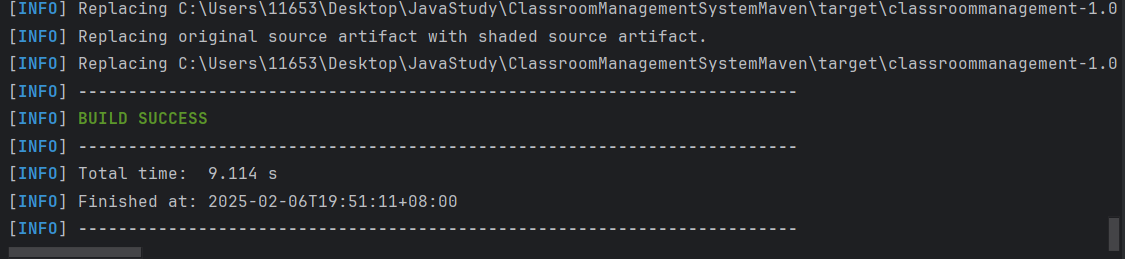 [INFO] Replacing C:\Users\11653\Desktop\JavaStudy\ClassroomManagementSystemMaven\target\classroommanagement-1.0
[INFO] Replacing original source artifact with shaded source artifact.
[INFO] Replacing C:\Users\11653\Desktop\JavaStudy\ClassroomManagementSystemMaven\target\classroommanagement-1.0
[INFO] ------------------------------------------------------------------------
[INFO] BUILD SUCCESS
[INFO] ------------------------------------------------------------------------
[INFO] Total time:  9.114 s
[INFO] Finished at: 2025-02-06T19:51:11+08:00
[INFO] ------------------------------------------------------------------------